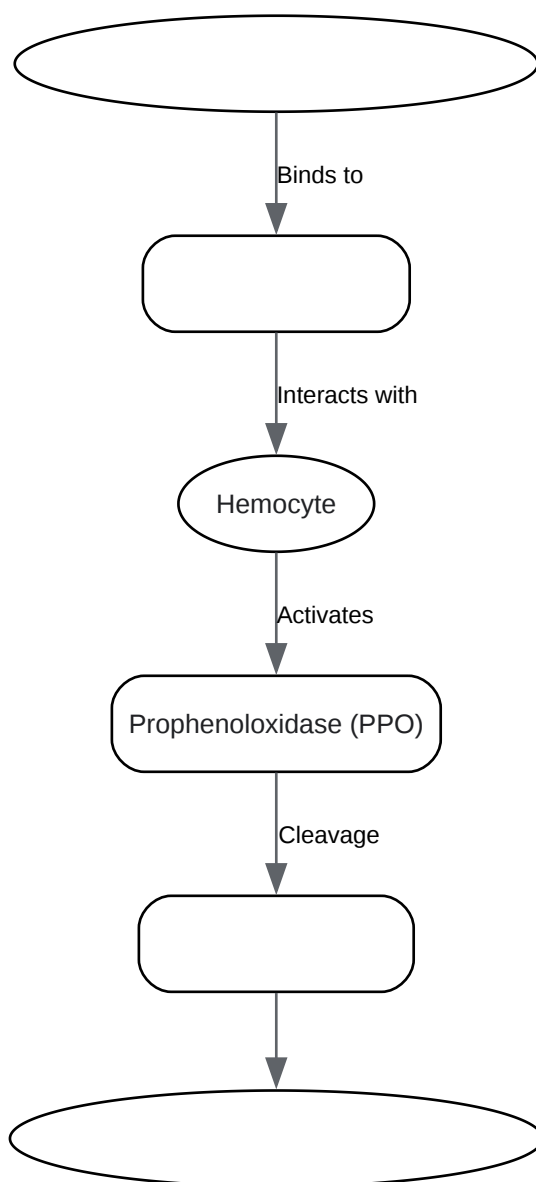 Binds to
Interacts with
Hemocyte
Activates
Prophenoloxidase (PPO)
Cleavage